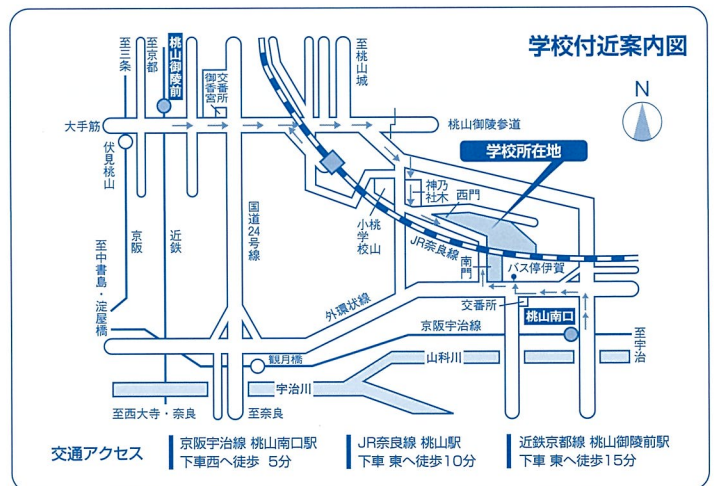 学校付近案内図
至三条
至京都
桃山御陵前
御香宮
交番所
至桃山城
N
大手筋
桃山御陵参道
伏見桃山
学校所在地
乃木
神社
西門
桃山
小学校
国道24号線
JR奈良線
南門
バス停伊賀
京阪
近鉄
至中書島・淀屋橋
外環状線
交番所
桃山南口
京阪宇治線
至宇治
観月橋
山科川
宇治川
至西大寺・奈良
至奈良
交通アクセス
京阪宇治線 桃山南口駅
下車西へ徒歩 5分
JR奈良線 桃山駅
下車 東へ徒歩10分
近鉄京都線 桃山御陵前駅
下車 東へ徒歩15分